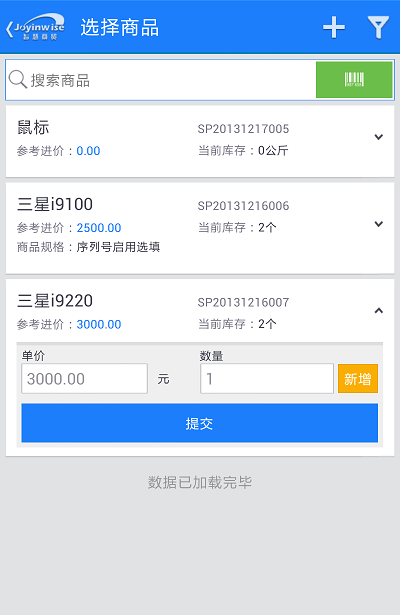 Joyinwise
智慧商贸
选择商品
搜索商品
鼠标
SP20131217005
参考进价：0.00
当前库存：0公斤
三星i9100
SP20131216006
参考进价：2500.00
当前库存：2个
商品规格：序列号启用选填
三星i9220
SP20131216007
参考进价：3000.00
当前库存：2个
单价
数量
3000.00
元
1
新增
提交
数据已加载完毕